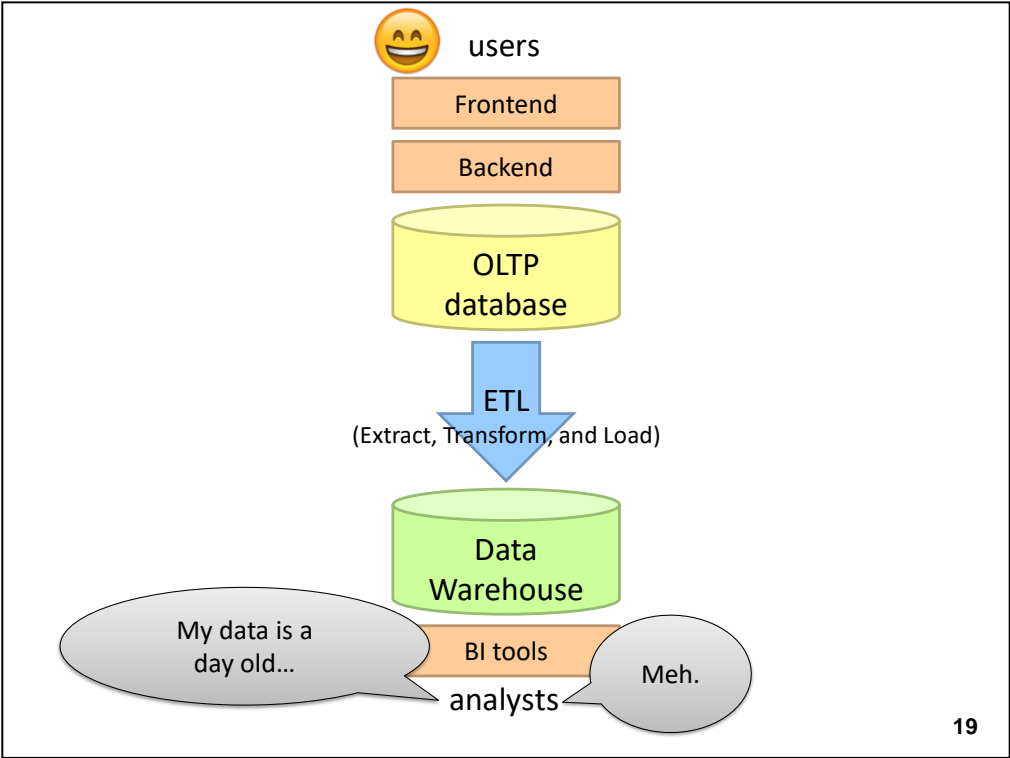 users
Frontend
Backend
OLTP
database
ETL
(Extract, Transform, and Load)
Data
Warehouse
My data is a
day old…
BI tools
Meh.
analysts
19